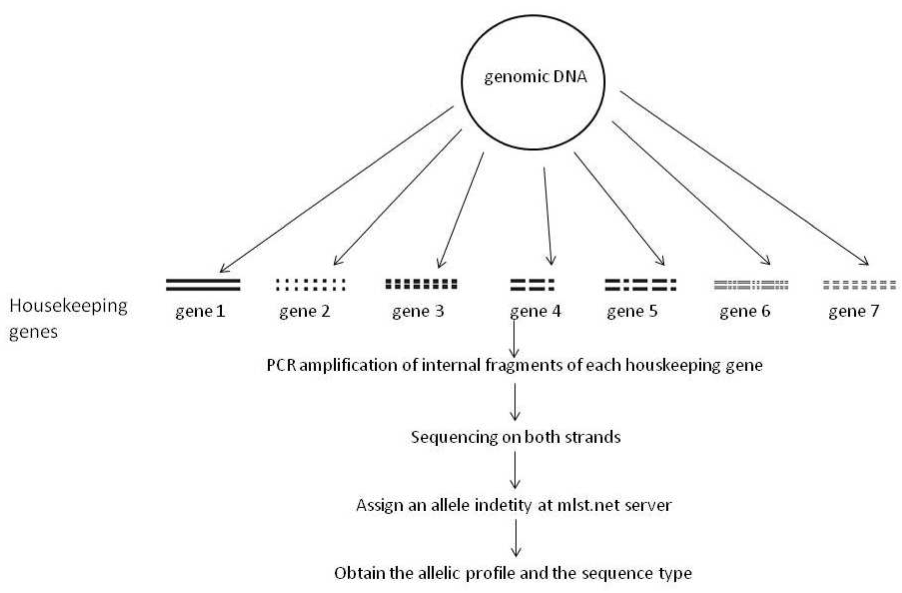 genomic DNA
Housekeeping
genes
gene 1
gene 2
gene 3
gene 4
gene 5
gene 6
gene 7
PCR amplification of internal fragments of each houskeeping gene
Sequencing on both strands
Assign an allele indetity at mlst.net server
Obtain the allelic profile and the sequence type